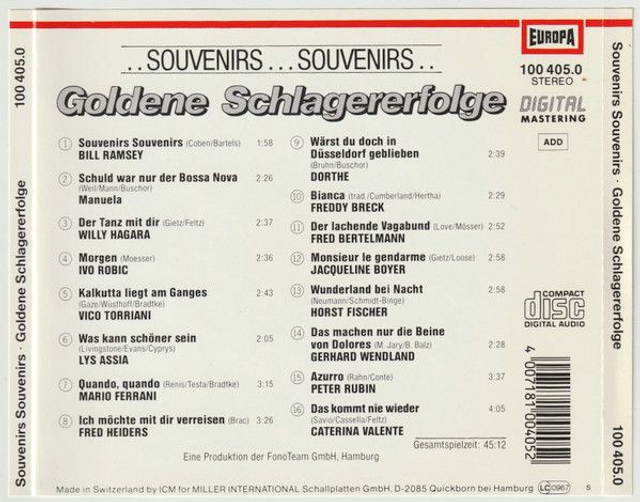 EUROPA
100 405.0
STEREO
DIGITAL
MASTERING
ADD
..SOUVENIRS...SOUVENIRS..
Goldene Schlagererfolge
1 Souvenirs Souvenirs (Coben/Bartels) 1:58
BILL RAMSEY
2 Schuld war nur der Bossa Nova 2:26
(Weil/Mann/Buschor)
Manuela
3 Der Tanz mit dir (Gietz/Feltz) 2:37
WILLY HAGARA
4 Morgen (Moesser) 2:36
IVO ROBIC
5 Kalkutta liegt am Ganges 2:43
(Gaze/Wüsthoff/Bradtke)
VICO TORRIANI
6 Was kann schöner sein 2:05
(Livingstone/Evans/Cyprys)
LYS ASSIA
7 Quando, quando (Renis/Testa/Bradtke) 3:15
MARIO FERRANI
8 Ich möchte mit dir verreisen (Brac) 3:26
FRED HEIDERS
9 Wärst du doch in
Düsseldorf geblieben 2:39
(Bruhn/Buschor)
DORTHE
10 Bianca (trad./Cumberland/Hertha) 2:29
FREDDY BRECK
11 Der lachende Vagabund (Love/Mösser) 2:52
FRED BERTELMANN
12 Monsieur le gendarme (Gietz/Loose) 2:58
JACQUELINE BOYER
13 Wunderland bei Nacht 2:58
(Neumann/Schmidt-Binge)
HORST FISCHER
14 Das machen nur die Beine
von Dolores (M. Jary/B. Balz) 2:28
GERHARD WENDLAND
15 Azurro (Rahn/Conte) 3:37
PETER RUBIN
16 Das kommt nie wieder 4:05
(Savio/Cassella/Feltz)
CATERINA VALENTE
Gesamtspielzeit: 45:12
Eine Produktion der FonoTeam GmbH, Hamburg
COMPACT
disc
DIGITAL AUDIO
4 007181 004052
Made in Switzerland by ICM for MILLER INTERNATIONAL Schallplatten GmbH, D-2085 Quickborn bei Hamburg LC 0967 S
Souvenirs Souvenirs · Goldene Schlagererfolge 100 405.0
Souvenirs Souvenirs · Goldene Schlagererfolge 100 405.0